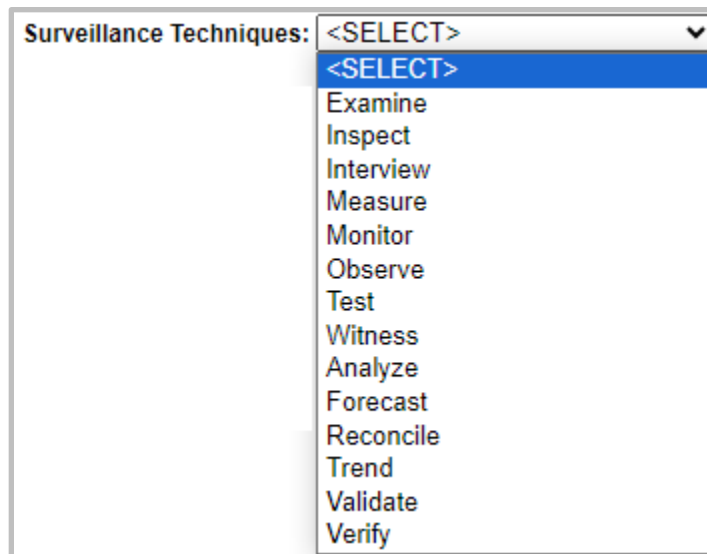 Surveillance Techniques: <SELECT>
<SELECT>
Examine
Inspect
Interview
Measure
Monitor
Observe
Test
Witness
Analyze
Forecast
Reconcile
Trend
Validate
Verify